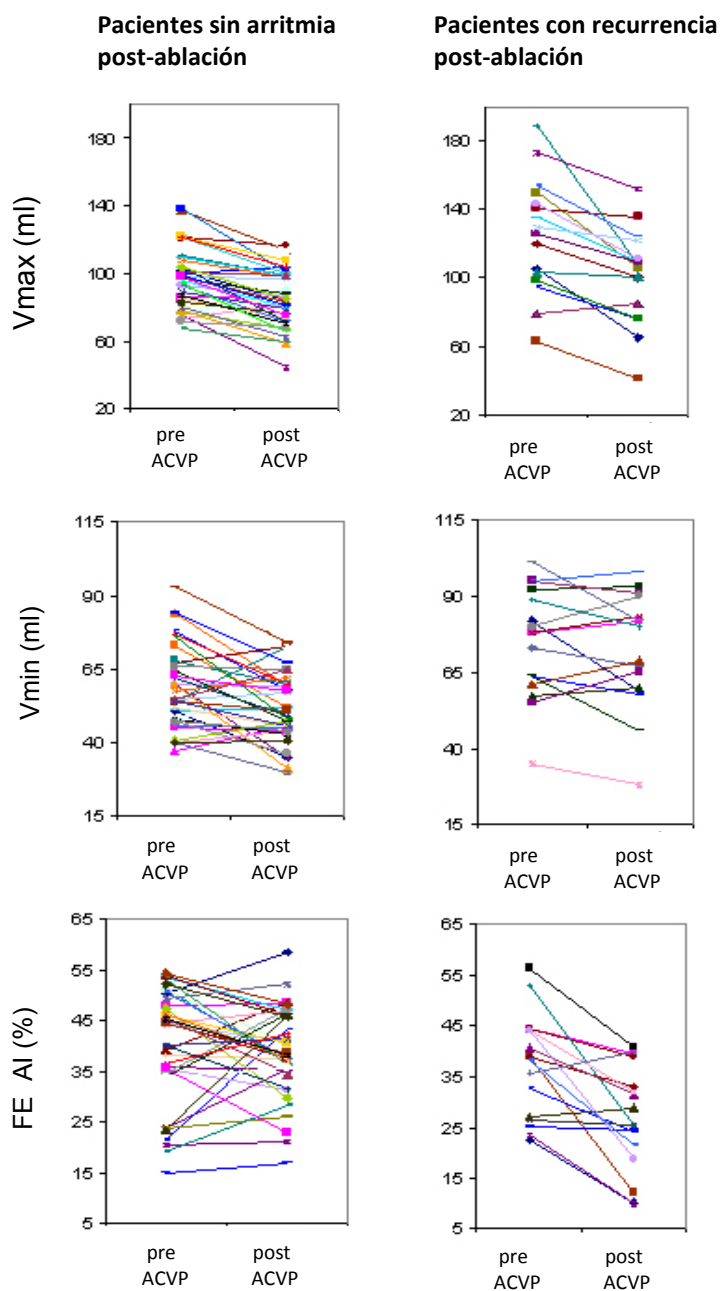 Pacientes sin arritmia
post-ablación
Pacientes con recurrencia
post-ablación
Vmax (ml)
180
140
100
60
20
pre
ACVP
post
ACVP
180
140
100
60
20
pre
ACVP
post
ACVP
Vmin (ml)
115
90
65
40
15
pre
ACVP
post
ACVP
115
90
65
40
15
pre
ACVP
post
ACVP
FE AI (%)
65
55
45
35
25
15
5
pre
ACVP
post
ACVP
65
55
45
35
25
15
5
pre
ACVP
post
ACVP